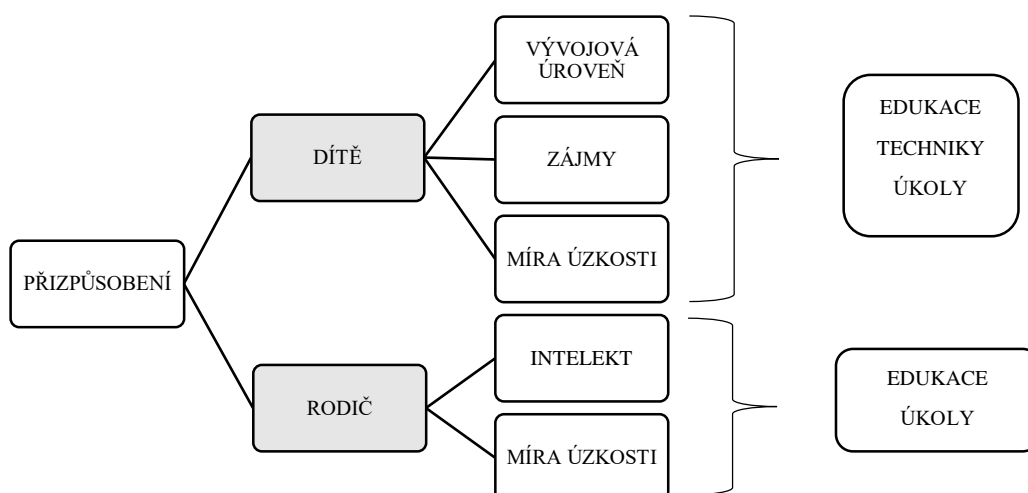 PŘIZPŮSOBENÍ
DÍTĚ
VÝVOJOVÁ
ÚROVEŇ
ZÁJMY
MÍRA ÚZKOSTI
EDUKACE
TECHNIKY
ÚKOLY
RODIČ
INTELEKT
MÍRA ÚZKOSTI
EDUKACE
ÚKOLY